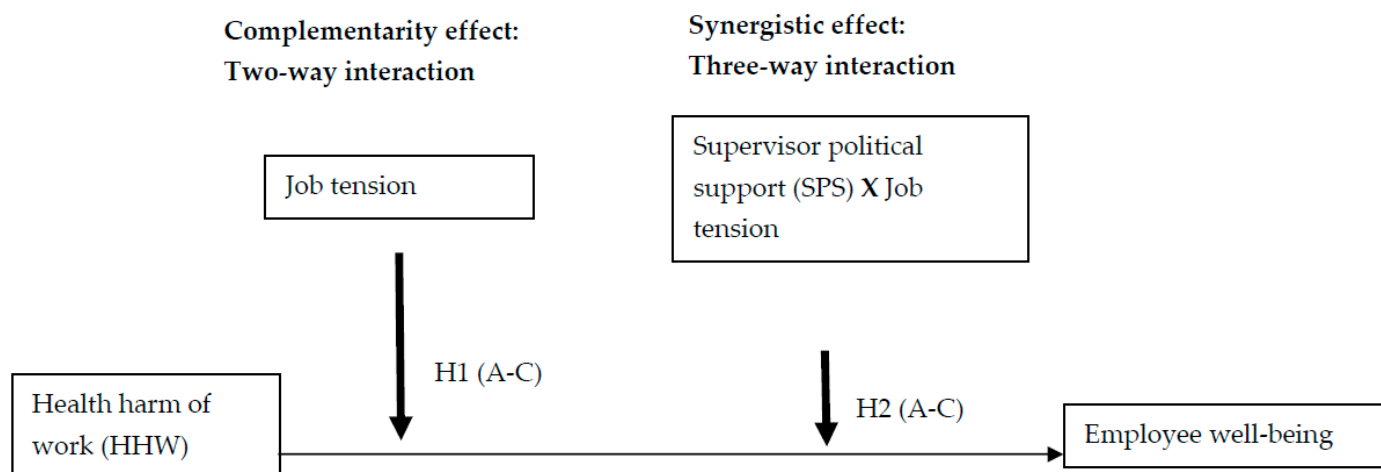 Complementarity effect:
Two-way interaction
Synergistic effect:
Three-way interaction
Job tension
Supervisor political
support (SPS) X Job
tension
H1 (A-C)
H2 (A-C)
Health harm of
work (HHW)
Employee well-being